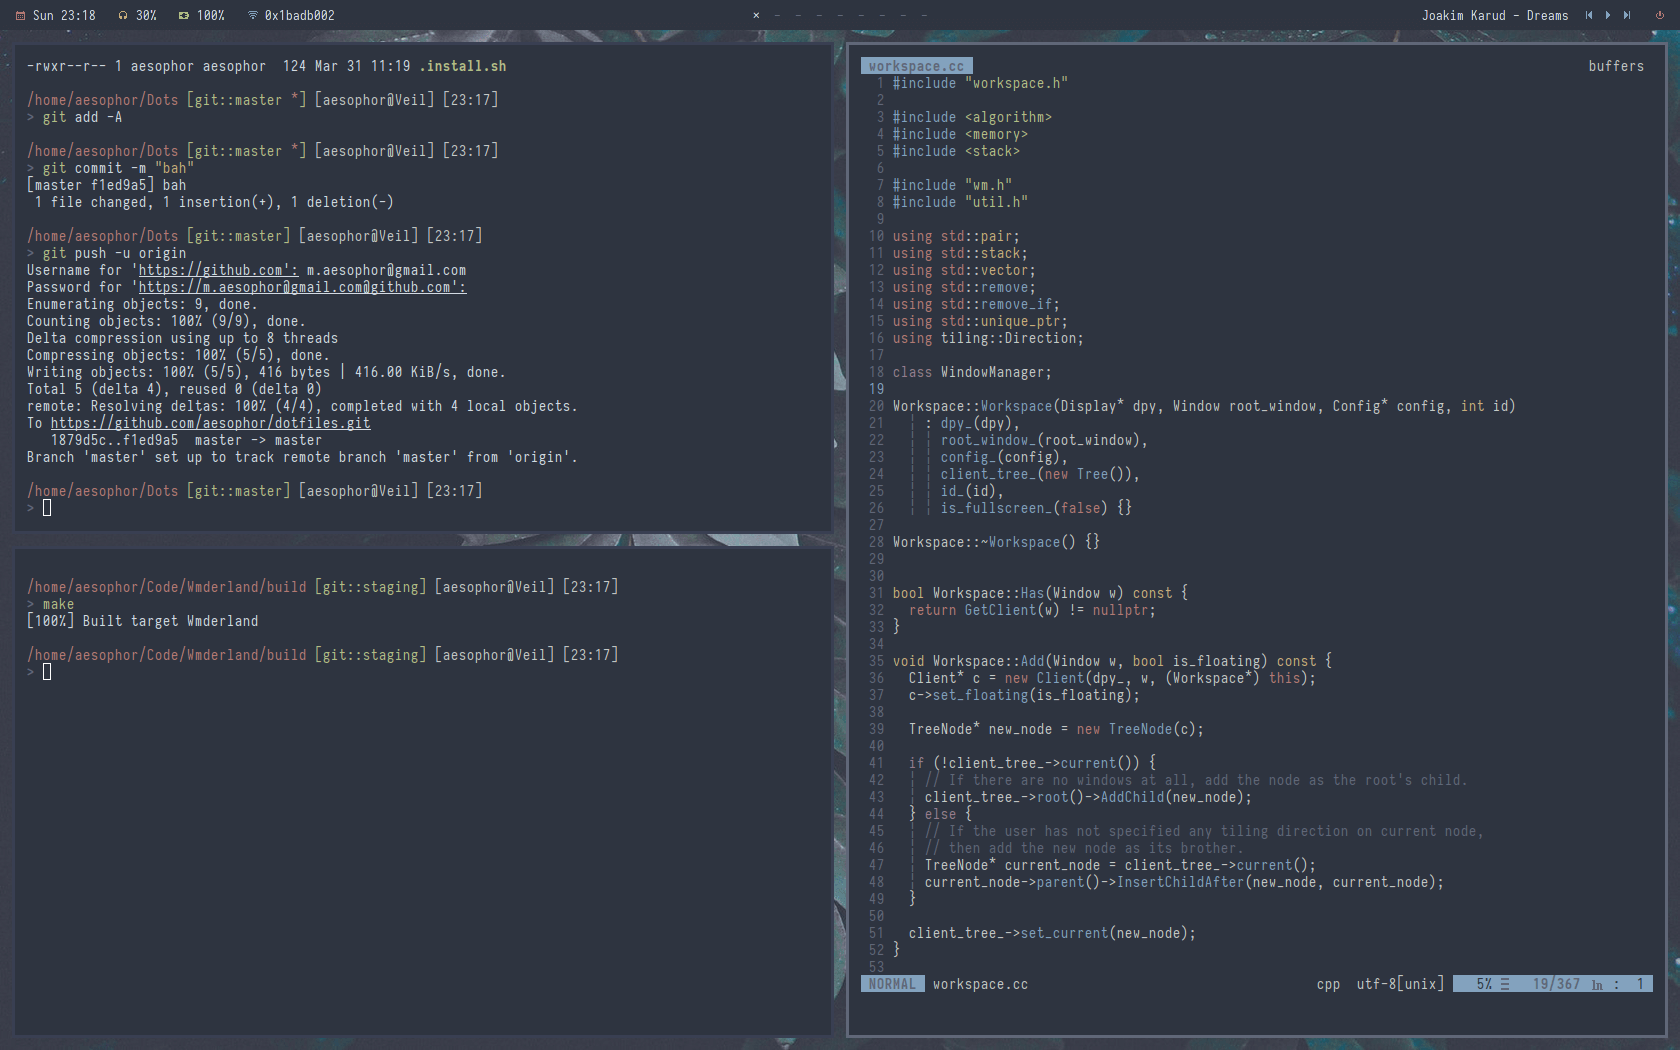 Sun 23:18 30% 100% 0x1badb002 × - - - - - - - - Joakim Karud - Dreams
-rwxr--r-- 1 aesophor aesophor  124 Mar 31 11:19 .install.sh
/home/aesophor/Dots [git::master *] [aesophor@Veil] [23:17]
> git add -A
/home/aesophor/Dots [git::master *] [aesophor@Veil] [23:17]
> git commit -m "bah"
[master f1ed9a5] bah
 1 file changed, 1 insertion(+), 1 deletion(-)
/home/aesophor/Dots [git::master] [aesophor@Veil] [23:17]
> git push -u origin
Username for 'https://github.com': m.aesophor@gmail.com
Password for 'https://m.aesophor@gmail.com@github.com':
Enumerating objects: 9, done.
Counting objects: 100% (9/9), done.
Delta compression using up to 8 threads
Compressing objects: 100% (5/5), done.
Writing objects: 100% (5/5), 416 bytes | 416.00 KiB/s, done.
Total 5 (delta 4), reused 0 (delta 0)
remote: Resolving deltas: 100% (4/4), completed with 4 local objects.
To https://github.com/aesophor/dotfiles.git
   1879d5c..f1ed9a5  master -> master
Branch 'master' set up to track remote branch 'master' from 'origin'.
/home/aesophor/Dots [git::master] [aesophor@Veil] [23:17]
>
/home/aesophor/Code/Wmderland/build [git::staging] [aesophor@Veil] [23:17]
> make
[100%] Built target Wmderland
/home/aesophor/Code/Wmderland/build [git::staging] [aesophor@Veil] [23:17]
>
workspace.cc buffers
1 #include "workspace.h"
2
3 #include <algorithm>
4 #include <memory>
5 #include <stack>
6
7 #include "wm.h"
8 #include "util.h"
9
10 using std::pair;
11 using std::stack;
12 using std::vector;
13 using std::remove;
14 using std::remove_if;
15 using std::unique_ptr;
16 using tiling::Direction;
17
18 class WindowManager;
19
20 Workspace::Workspace(Display* dpy, Window root_window, Config* config, int id)
21     : dpy_(dpy),
22       root_window_(root_window),
23       config_(config),
24       client_tree_(new Tree()),
25       id_(id),
26       is_fullscreen_(false) {}
27
28 Workspace::~Workspace() {}
29
30
31 bool Workspace::Has(Window w) const {
32   return GetClient(w) != nullptr;
33 }
34
35 void Workspace::Add(Window w, bool is_floating) const {
36   Client* c = new Client(dpy_, w, (Workspace*) this);
37   c->set_floating(is_floating);
38
39   TreeNode* new_node = new TreeNode(c);
40
41   if (!client_tree_->current()) {
42     // If there are no windows at all, add the node as the root's child.
43     client_tree_->root()->AddChild(new_node);
44   } else {
45     // If the user has not specified any tiling direction on current node,
46     // then add the new node as its brother.
47     TreeNode* current_node = client_tree_->current();
48     current_node->parent()->InsertChildAfter(new_node, current_node);
49   }
50
51   client_tree_->set_current(new_node);
52 }
53
NORMAL workspace.cc cpp utf-8[unix] 5% ☰ 19/367 ln : 1